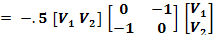 = −.5 [V₁ V₂] [0 −1
−1 0] [V₁
V₂]